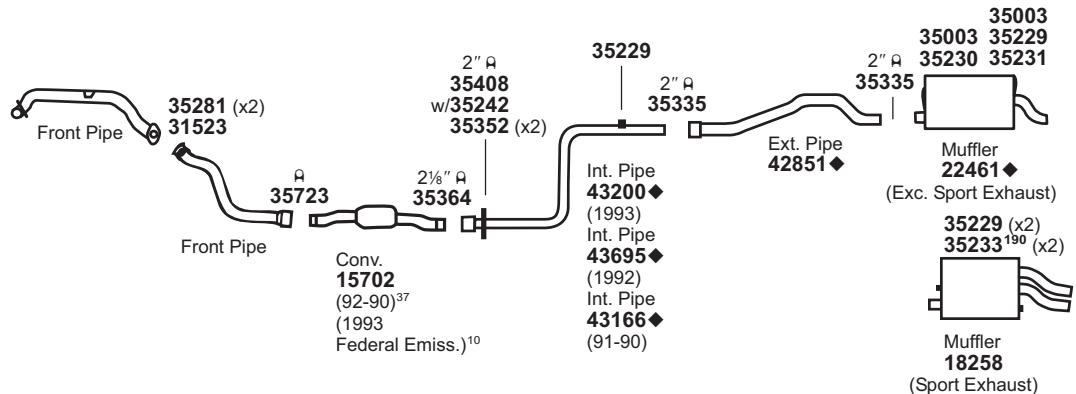 Front Pipe
35281 (x2)
31523
Front Pipe
35723
Conv.
15702
(92-90)³⁷
(1993
Federal Emiss.)¹⁰
2⅛″
35364
2″
35408
w/35242
35352 (x2)
35229
Int. Pipe
43200◆
(1993)
Int. Pipe
43695◆
(1992)
Int. Pipe
43166◆
(91-90)
2″
35335
Ext. Pipe
42851◆
2″
35335
35003
35230
35003
35229
35231
Muffler
22461◆
(Exc. Sport Exhaust)
35229 (x2)
35233¹⁹⁰ (x2)
Muffler
18258
(Sport Exhaust)